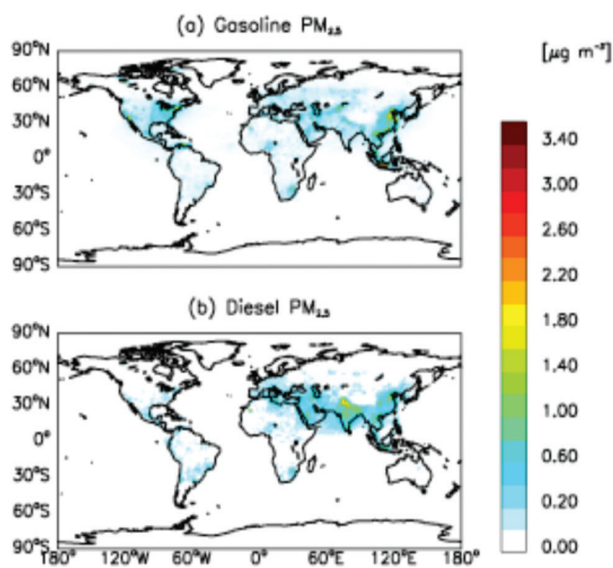 (a) Gasoline PM₂.₅
[μg m⁻³]
90°N
60°N
30°N
0°
30°S
60°S
90°S
(b) Diesel PM₂.₅
90°N
60°N
30°N
0°
30°S
60°S
90°S
180°
120°W
60°W
0°
60°E
120°E
180°
3.40
3.00
2.60
2.20
1.80
1.40
1.00
0.60
0.20
0.00